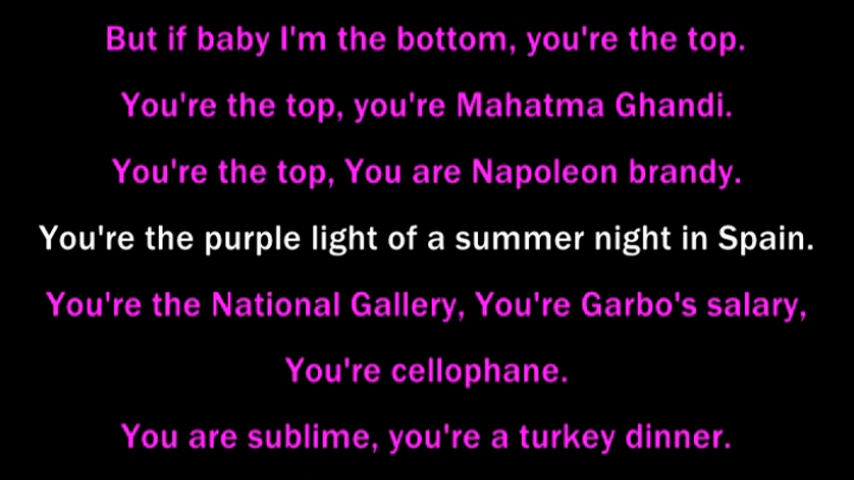 But if baby I'm the bottom, you're the top.
You're the top, you're Mahatma Ghandi.
You're the top, You are Napoleon brandy.
You're the purple light of a summer night in Spain.
You're the National Gallery, You're Garbo's salary,
You're cellophane.
You are sublime, you're a turkey dinner.